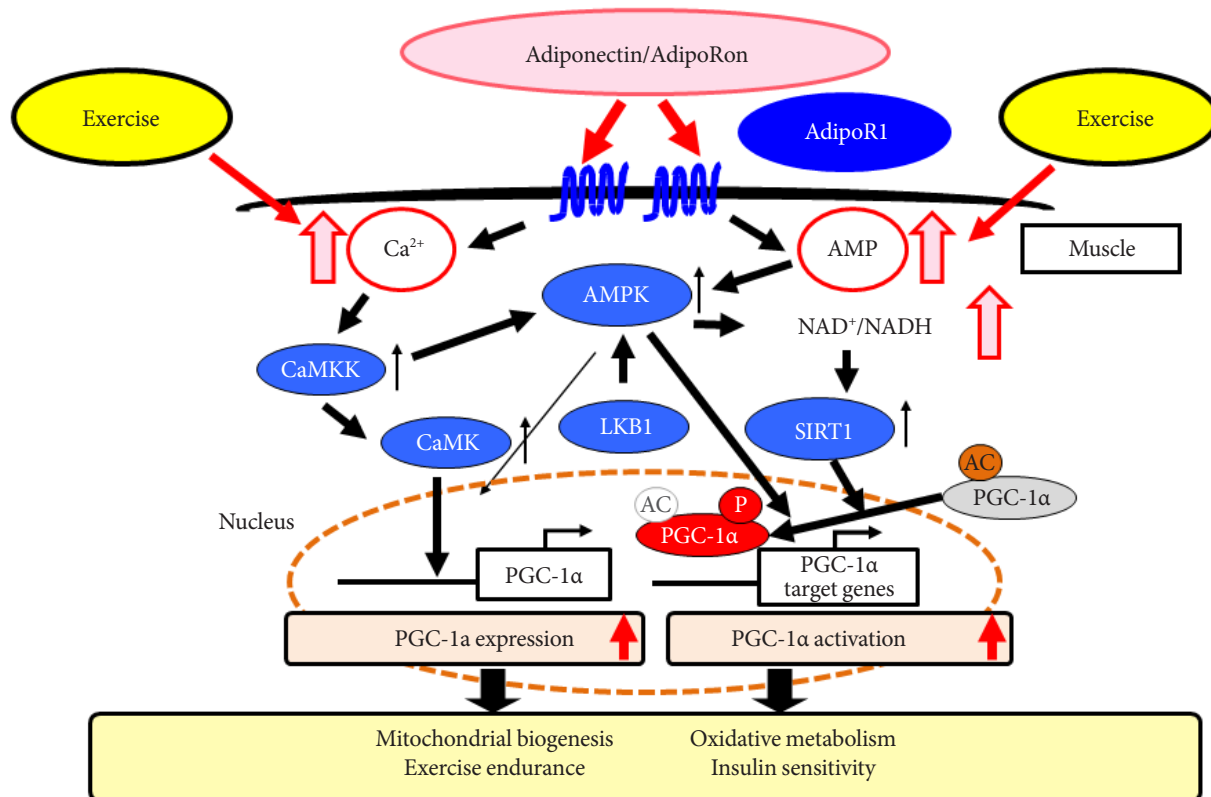 Adiponectin/AdipoRon
Exercise
AdipoR1
Exercise
Ca²⁺
AMP
Muscle
AMPK
NAD⁺/NADH
CaMKK
CaMK
LKB1
SIRT1
AC
PGC-1α
Nucleus
AC
P
PGC-1α
PGC-1α
PGC-1α
target genes
PGC-1a expression
PGC-1α activation
Mitochondrial biogenesis
Oxidative metabolism
Exercise endurance
Insulin sensitivity